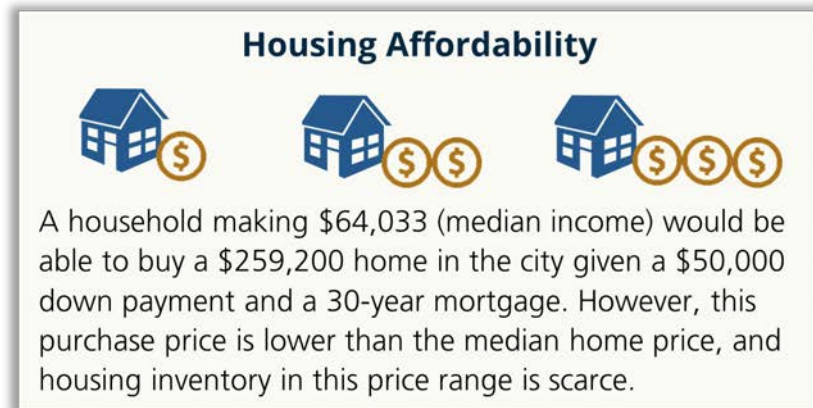 Housing Affordability
$ $ $ $ $ $
A household making $64,033 (median income) would be
able to buy a $259,200 home in the city given a $50,000
down payment and a 30-year mortgage. However, this
purchase price is lower than the median home price, and
housing inventory in this price range is scarce.